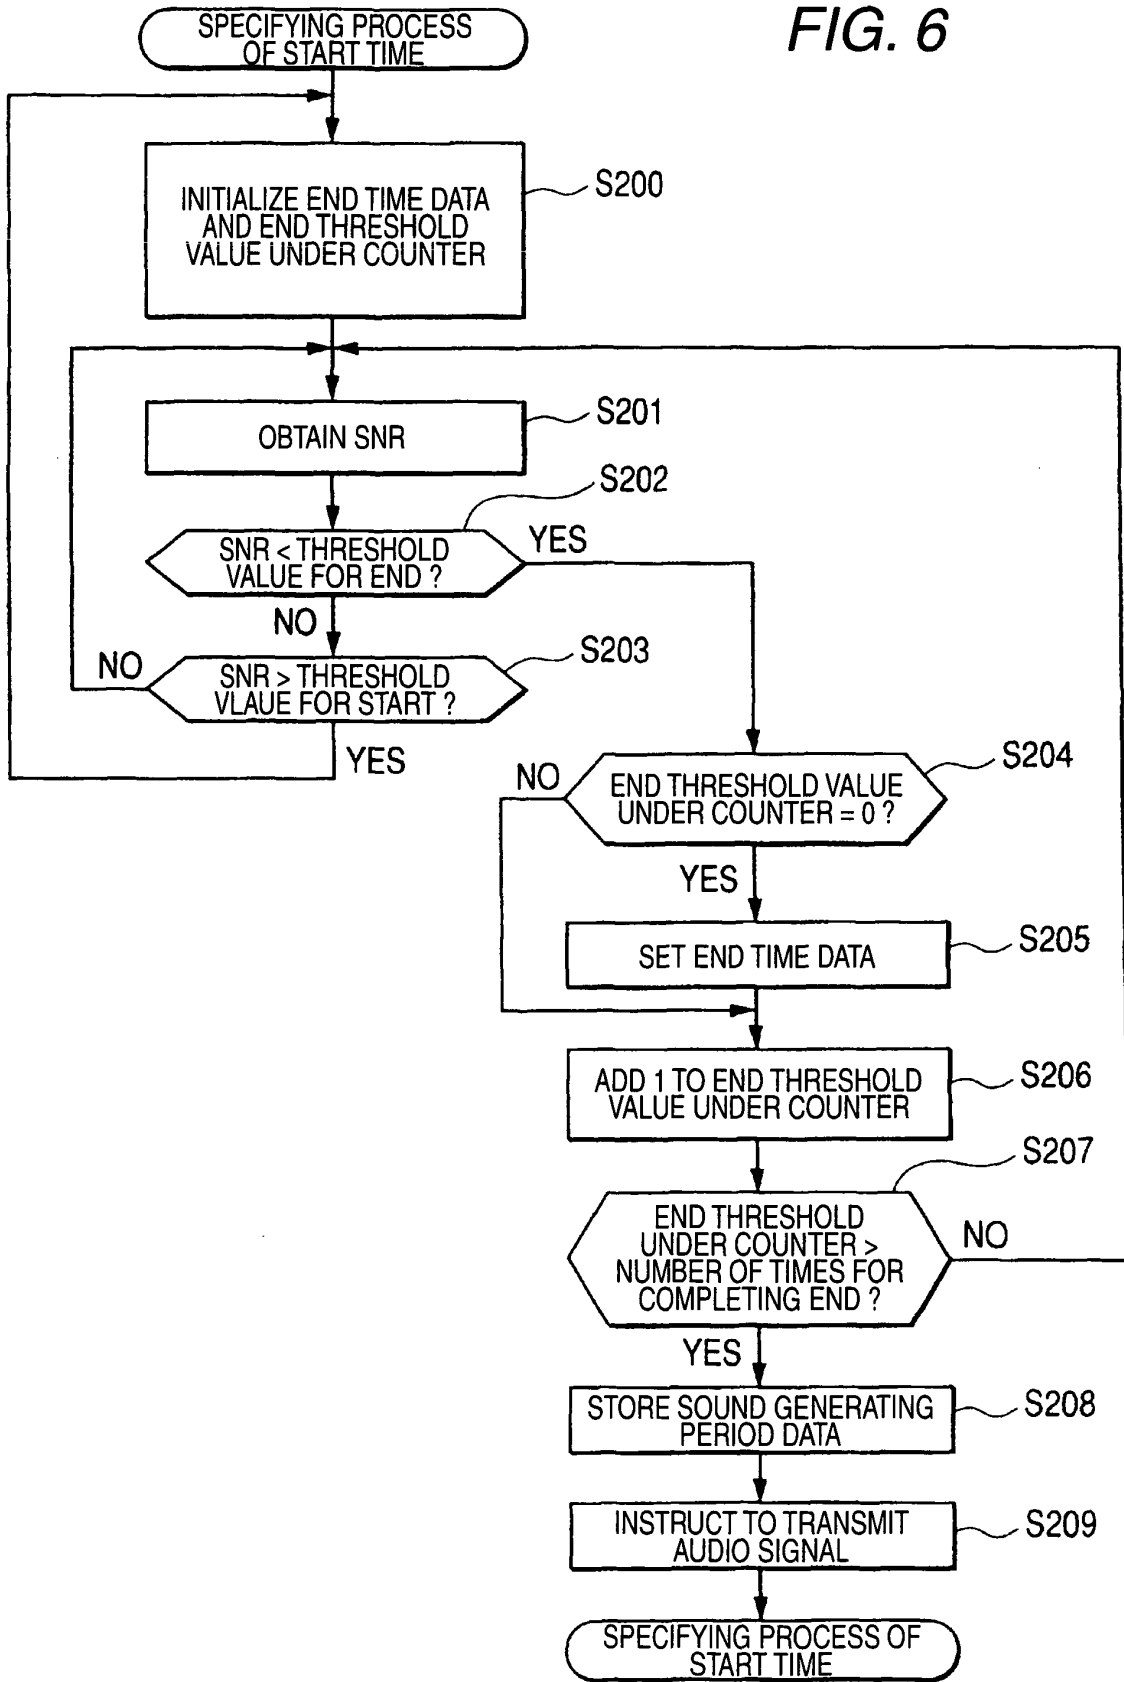 FIG. 6
SPECIFYING PROCESS
OF START TIME
INITIALIZE END TIME DATA
AND END THRESHOLD
VALUE UNDER COUNTER
S200
OBTAIN SNR
S201
SNR < THRESHOLD
VALUE FOR END ?
S202
YES
NO
SNR > THRESHOLD
VLAUE FOR START ?
S203
NO
YES
END THRESHOLD VALUE
UNDER COUNTER = 0 ?
S204
NO
YES
SET END TIME DATA
S205
ADD 1 TO END THRESHOLD
VALUE UNDER COUNTER
S206
END THRESHOLD
UNDER COUNTER >
NUMBER OF TIMES FOR
COMPLETING END ?
S207
NO
YES
STORE SOUND GENERATING
PERIOD DATA
S208
INSTRUCT TO TRANSMIT
AUDIO SIGNAL
S209
SPECIFYING PROCESS OF
START TIME